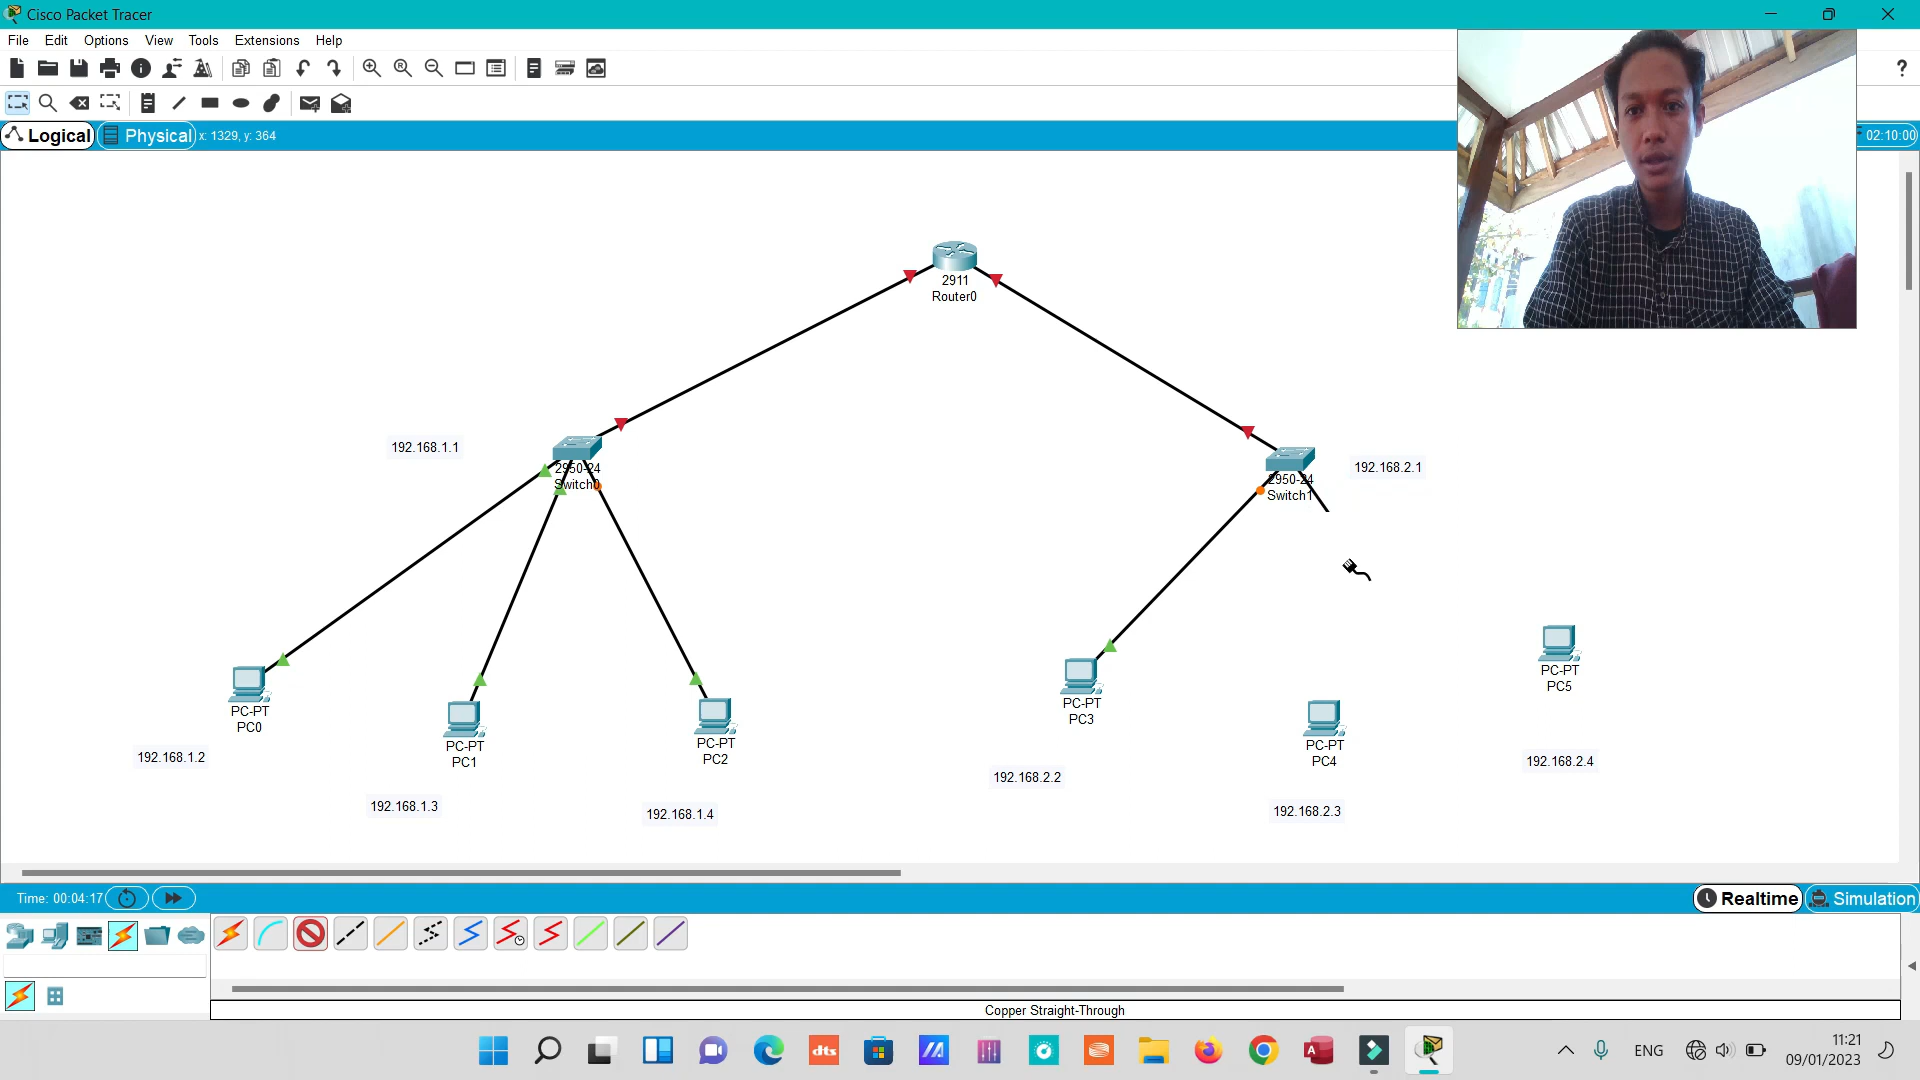 Cisco Packet Tracer
File Edit Options View Tools Extensions Help
?
Logical Physical x: 1329, y: 364
02:10:00
2911
Router0
192.168.1.1
2950-24
Switch0
2950-24
Switch1
192.168.2.1
PC-PT
PC0
PC-PT
PC1
PC-PT
PC2
PC-PT
PC3
PC-PT
PC4
PC-PT
PC5
192.168.1.2
192.168.1.3
192.168.1.4
192.168.2.2
192.168.2.3
192.168.2.4
Time: 00:04:17
Realtime Simulation
Copper Straight-Through
dts
ENG
11:21
09/01/2023